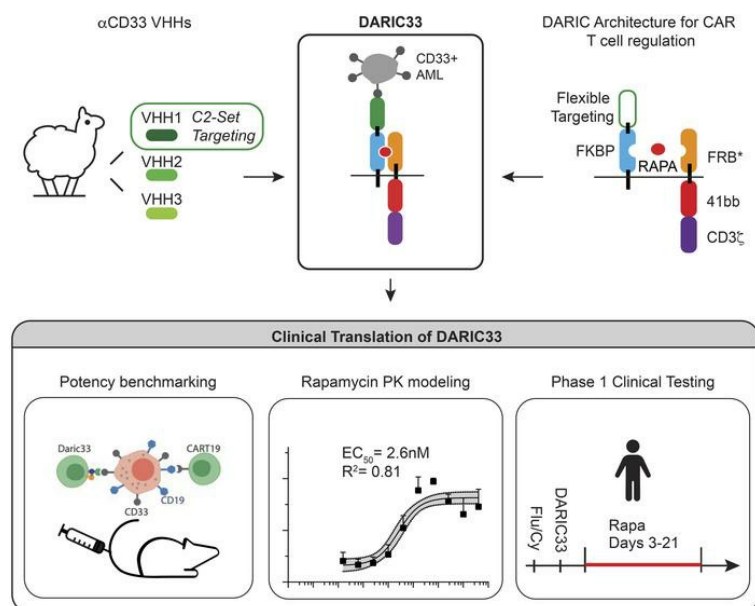 αCD33 VHHs
VHH1
C2-Set
Targeting
VHH2
VHH3
DARIC33
CD33+
AML
DARIC Architecture for CAR
T cell regulation
Flexible
Targeting
FKBP
RAPA
FRB*
41bb
CD3ζ
Clinical Translation of DARIC33
Potency benchmarking
Daric33
CART19
CD19
CD33
Rapamycin PK modeling
EC50= 2.6nM
R²= 0.81
Phase 1 Clinical Testing
Flu/Cy
DARIC33
Rapa
Days 3-21